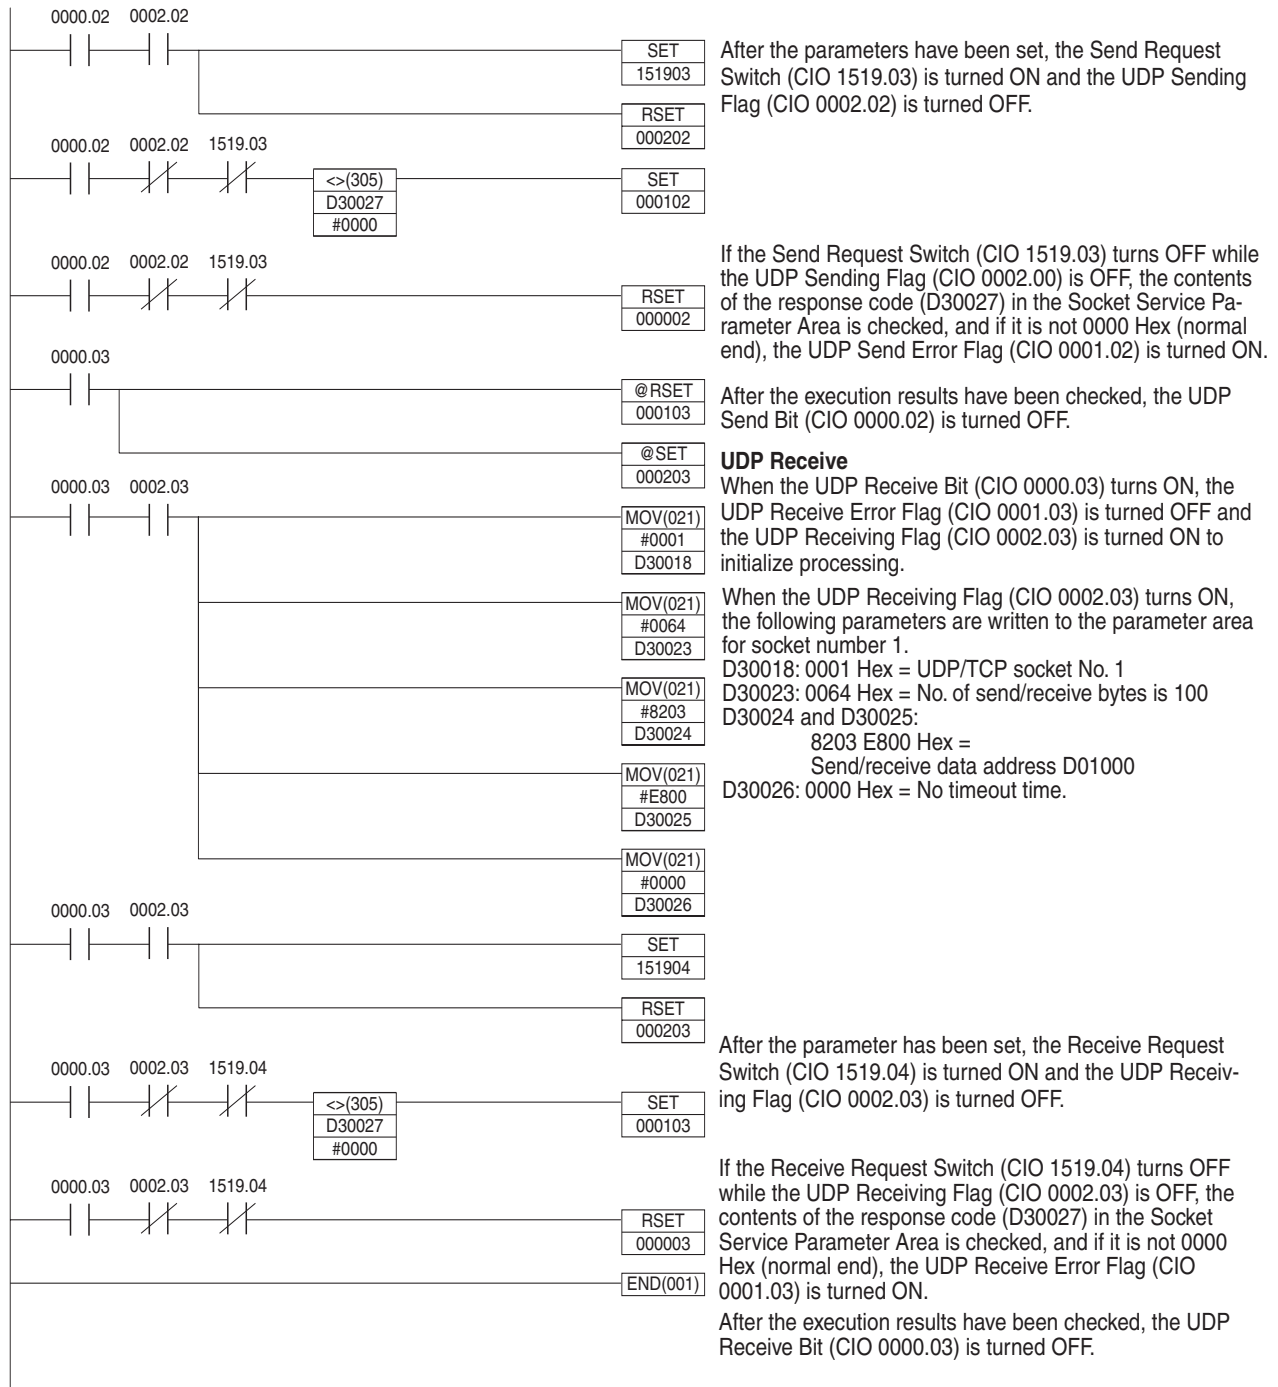 0000.02 0002.02
SET
151903
After the parameters have been set, the Send Request
Switch (CIO 1519.03) is turned ON and the UDP Sending
Flag (CIO 0002.02) is turned OFF.
RSET
000202
0000.02 0002.02 1519.03
<>(305)
D30027
#0000
SET
000102
0000.02 0002.02 1519.03
RSET
000002
If the Send Request Switch (CIO 1519.03) turns OFF while
the UDP Sending Flag (CIO 0002.00) is OFF, the contents
of the response code (D30027) in the Socket Service Pa-
rameter Area is checked, and if it is not 0000 Hex (normal
end), the UDP Send Error Flag (CIO 0001.02) is turned ON.
0000.03
@RSET
000103
After the execution results have been checked, the UDP
Send Bit (CIO 0000.02) is turned OFF.
@SET
000203
UDP Receive
When the UDP Receive Bit (CIO 0000.03) turns ON, the
UDP Receive Error Flag (CIO 0001.03) is turned OFF and
the UDP Receiving Flag (CIO 0002.03) is turned ON to
initialize processing.
0000.03 0002.03
MOV(021)
#0001
D30018
MOV(021)
#0064
D30023
MOV(021)
#8203
D30024
MOV(021)
#E800
D30025
MOV(021)
#0000
D30026
When the UDP Receiving Flag (CIO 0002.03) turns ON,
the following parameters are written to the parameter area
for socket number 1.
D30018: 0001 Hex = UDP/TCP socket No. 1
D30023: 0064 Hex = No. of send/receive bytes is 100
D30024 and D30025:
8203 E800 Hex =
Send/receive data address D01000
D30026: 0000 Hex = No timeout time.
0000.03 0002.03
SET
151904
RSET
000203
After the parameter has been set, the Receive Request
Switch (CIO 1519.04) is turned ON and the UDP Receiv-
ing Flag (CIO 0002.03) is turned OFF.
0000.03 0002.03 1519.04
<>(305)
D30027
#0000
SET
000103
0000.03 0002.03 1519.04
RSET
000003
END(001)
If the Receive Request Switch (CIO 1519.04) turns OFF
while the UDP Receiving Flag (CIO 0002.03) is OFF, the
contents of the response code (D30027) in the Socket
Service Parameter Area is checked, and if it is not 0000
Hex (normal end), the UDP Receive Error Flag (CIO
0001.03) is turned ON.
After the execution results have been checked, the UDP
Receive Bit (CIO 0000.03) is turned OFF.